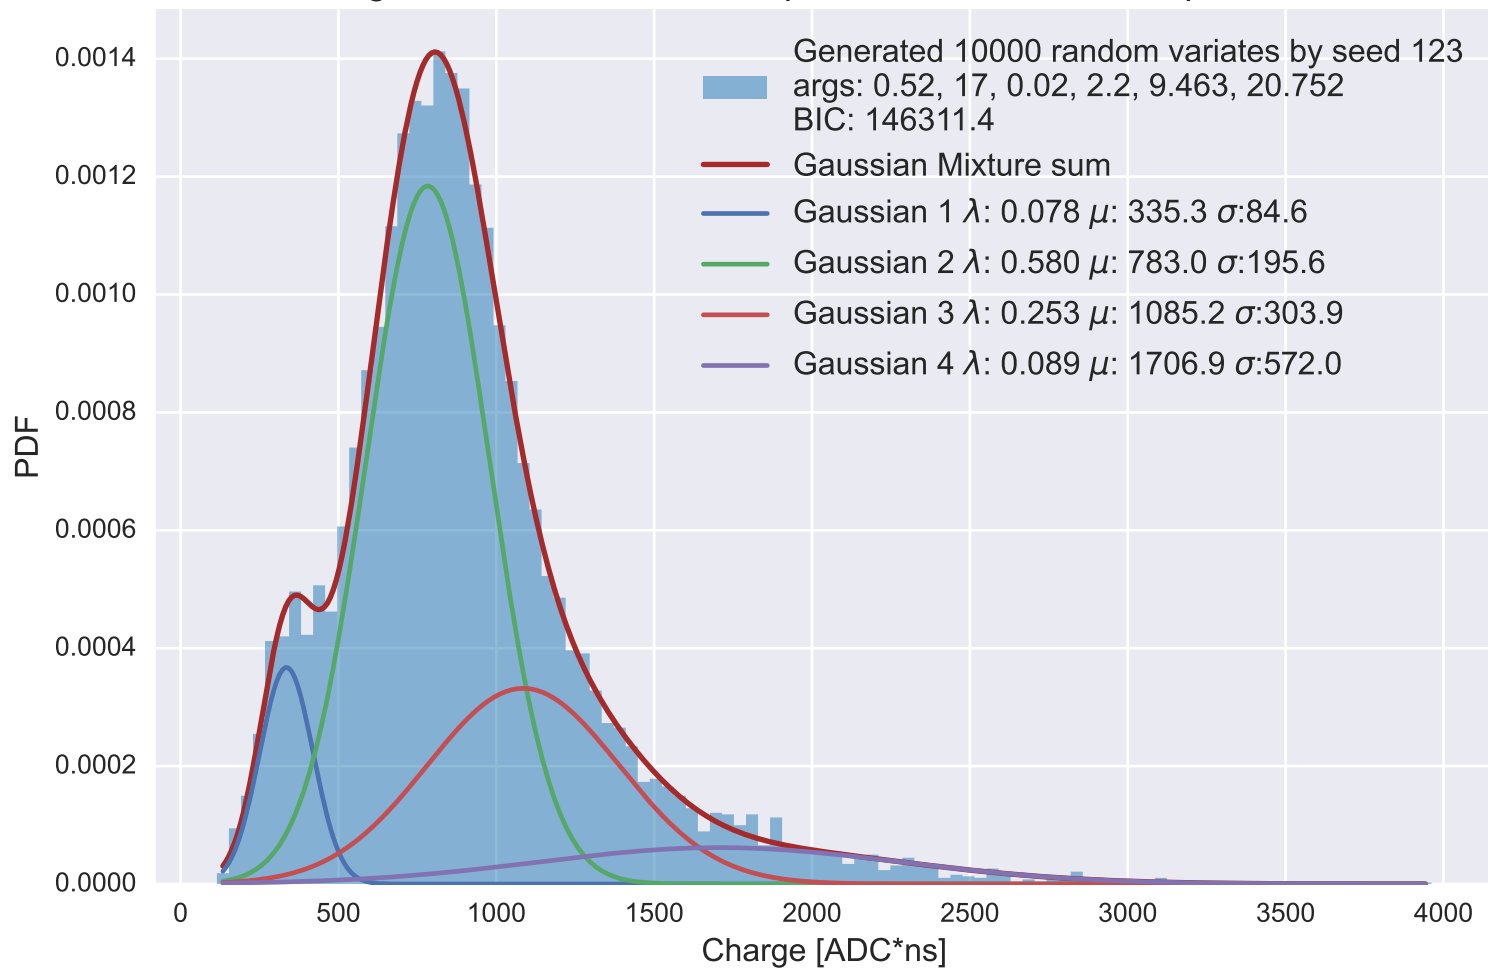 Generated 10000 random variates by seed 123
args: 0.52, 17, 0.02, 2.2, 9.463, 20.752
BIC: 146311.4
Gaussian Mixture sum
Gaussian 1 λ: 0.078 μ: 335.3 σ:84.6
Gaussian 2 λ: 0.580 μ: 783.0 σ:195.6
Gaussian 3 λ: 0.253 μ: 1085.2 σ:303.9
Gaussian 4 λ: 0.089 μ: 1706.9 σ:572.0
PDF
0.0014
0.0012
0.0010
0.0008
0.0006
0.0004
0.0002
0.0000
0 500 1000 1500 2000 2500 3000 3500 4000
Charge [ADC*ns]